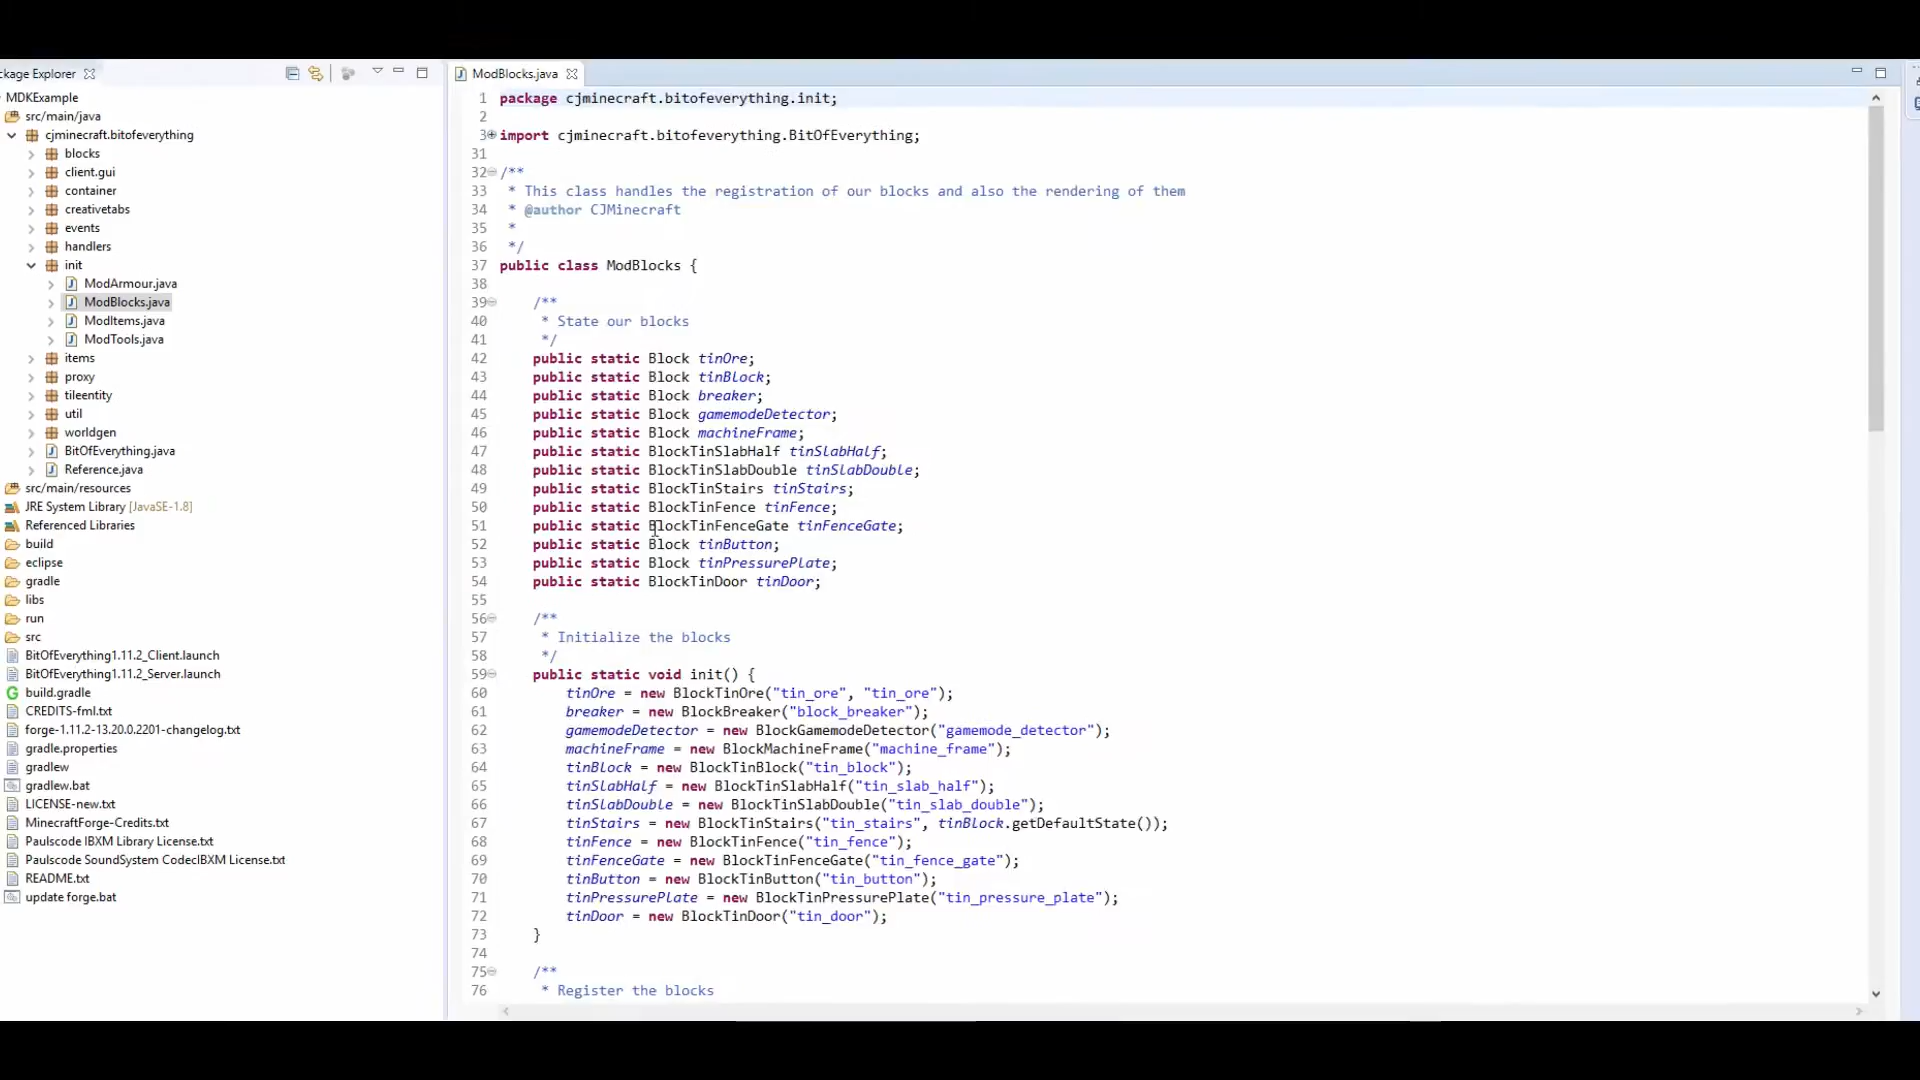 ckage Explorer
MDKExample
src/main/java
cjminecraft.bitofeverything
blocks
client.gui
container
creativetabs
events
handlers
init
ModArmour.java
ModBlocks.java
ModItems.java
ModTools.java
items
proxy
tileentity
util
worldgen
BitOfEverything.java
Reference.java
src/main/resources
JRE System Library [JavaSE-1.8]
Referenced Libraries
build
eclipse
gradle
libs
run
src
BitOfEverything1.11.2_Client.launch
BitOfEverything1.11.2_Server.launch
build.gradle
CREDITS-fml.txt
forge-1.11.2-13.20.0.2201-changelog.txt
gradle.properties
gradlew
gradlew.bat
LICENSE-new.txt
MinecraftForge-Credits.txt
Paulscode IBXM Library License.txt
Paulscode SoundSystem CodecIBXM License.txt
README.txt
update forge.bat
ModBlocks.java
1 package cjminecraft.bitofeverything.init;
2
3 import cjminecraft.bitofeverything.BitOfEverything;
31
32 /**
33 * This class handles the registration of our blocks and also the rendering of them
34 * @author CJMinecraft
35 *
36 */
37 public class ModBlocks {
38
39 /**
40 * State our blocks
41 */
42 public static Block tinOre;
43 public static Block tinBlock;
44 public static Block breaker;
45 public static Block gamemodeDetector;
46 public static Block machineFrame;
47 public static BlockTinSlabHalf tinSlabHalf;
48 public static BlockTinSlabDouble tinSlabDouble;
49 public static BlockTinStairs tinStairs;
50 public static BlockTinFence tinFence;
51 public static BlockTinFenceGate tinFenceGate;
52 public static Block tinButton;
53 public static Block tinPressurePlate;
54 public static BlockTinDoor tinDoor;
55
56 /**
57 * Initialize the blocks
58 */
59 public static void init() {
60 tinOre = new BlockTinOre("tin_ore", "tin_ore");
61 breaker = new BlockBreaker("block_breaker");
62 gamemodeDetector = new BlockGamemodeDetector("gamemode_detector");
63 machineFrame = new BlockMachineFrame("machine_frame");
64 tinBlock = new BlockTinBlock("tin_block");
65 tinSlabHalf = new BlockTinSlabHalf("tin_slab_half");
66 tinSlabDouble = new BlockTinSlabDouble("tin_slab_double");
67 tinStairs = new BlockTinStairs("tin_stairs", tinBlock.getDefaultState());
68 tinFence = new BlockTinFence("tin_fence");
69 tinFenceGate = new BlockTinFenceGate("tin_fence_gate");
70 tinButton = new BlockTinButton("tin_button");
71 tinPressurePlate = new BlockTinPressurePlate("tin_pressure_plate");
72 tinDoor = new BlockTinDoor("tin_door");
73 }
74
75 /**
76 * Register the blocks